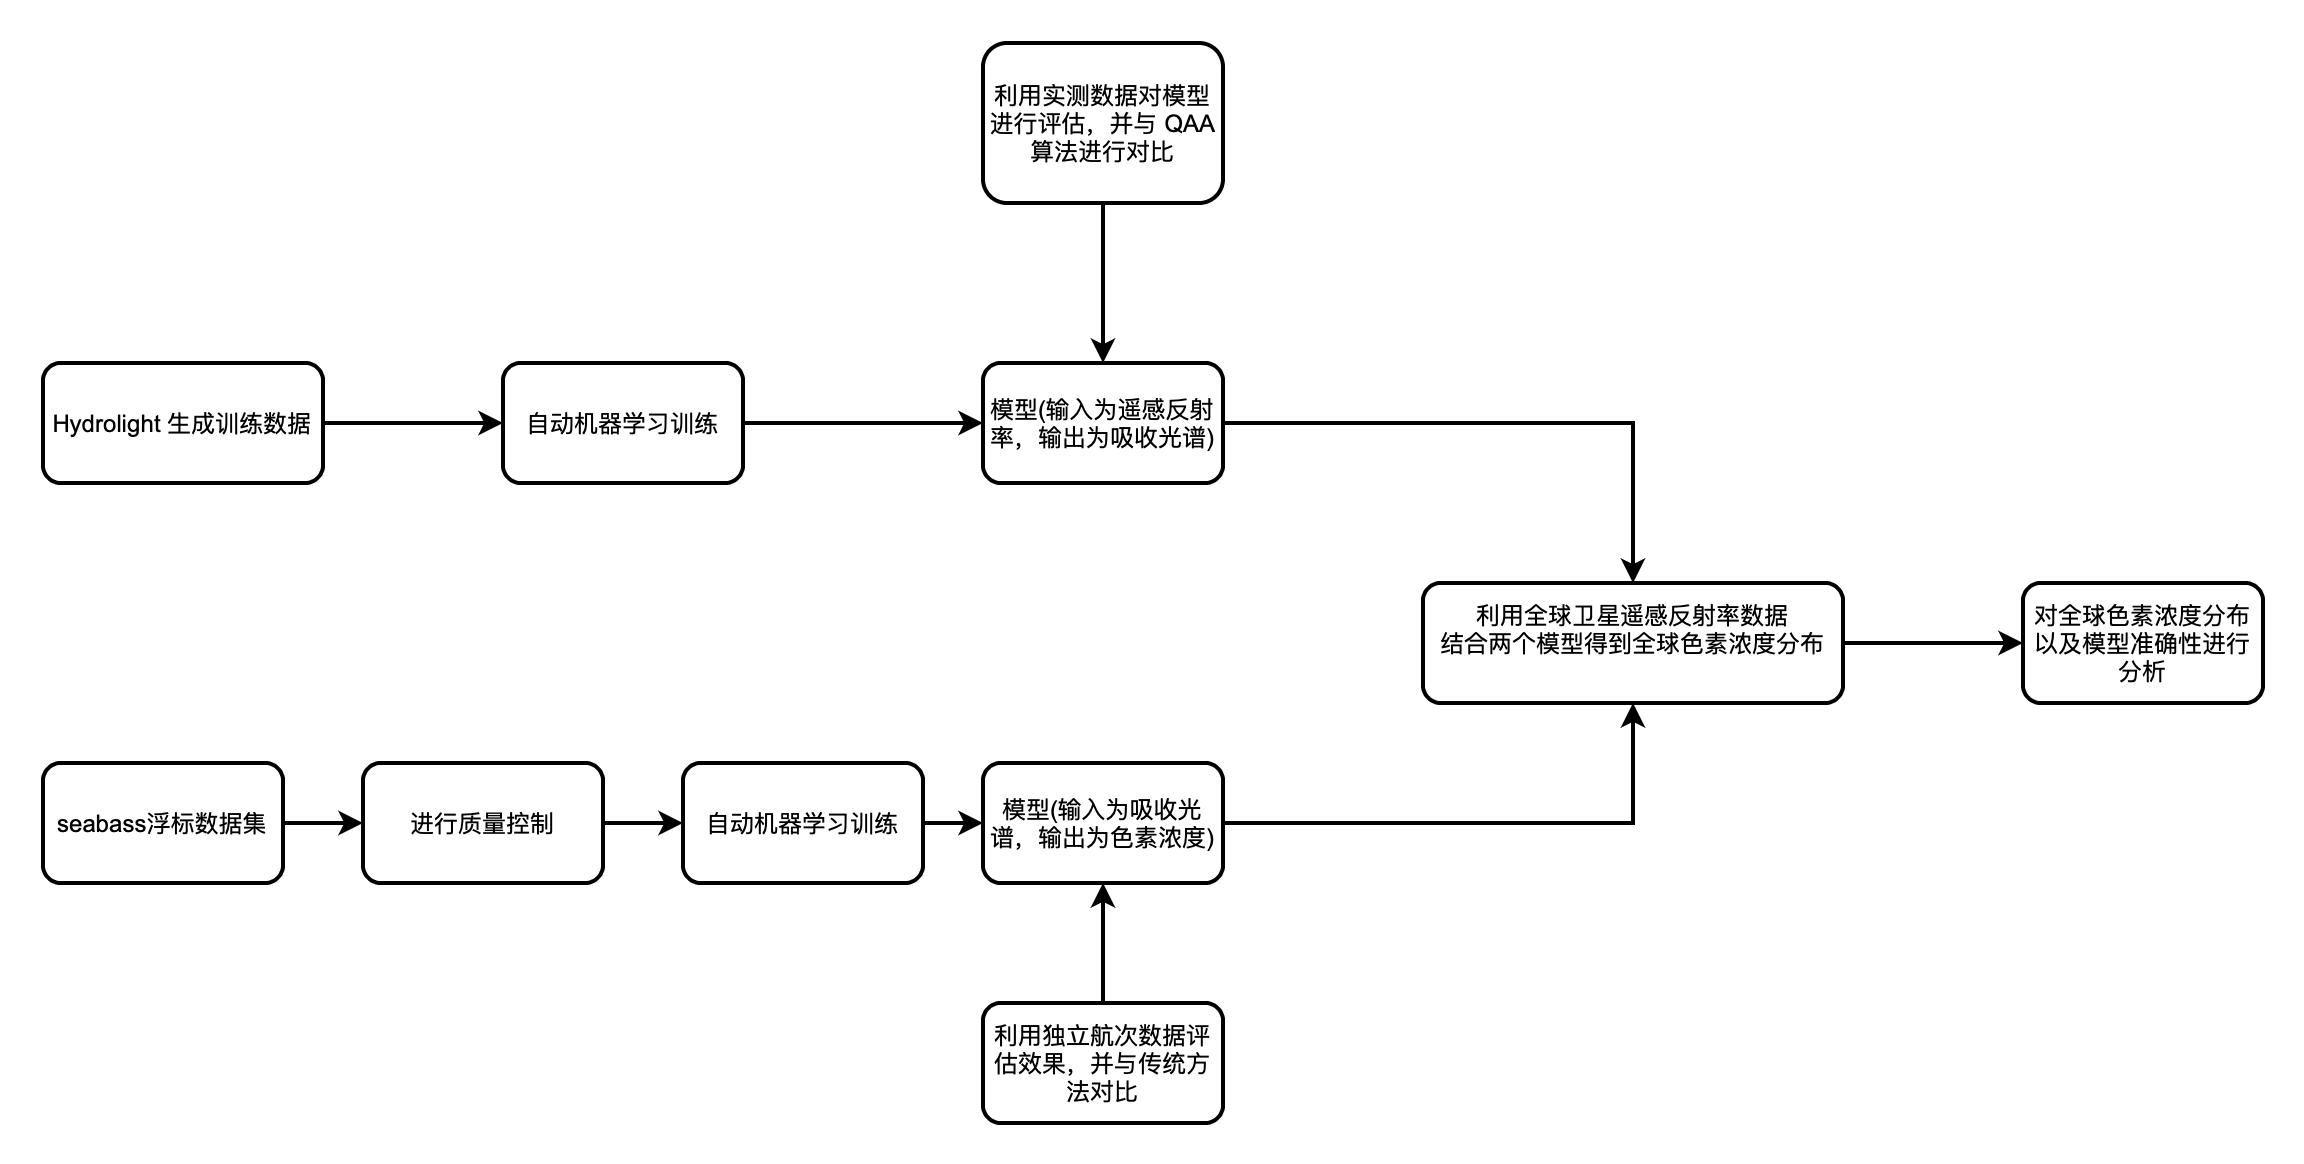 利用实测数据对模型
进行评估，并与 QAA
算法进行对比
Hydrolight 生成训练数据
自动机器学习训练
模型(输入为遥感反射
率，输出为吸收光谱)
利用全球卫星遥感反射率数据
结合两个模型得到全球色素浓度分布
对全球色素浓度分布
以及模型准确性进行
分析
seabass浮标数据集
进行质量控制
自动机器学习训练
模型(输入为吸收光
谱，输出为色素浓度)
利用独立航次数据评
估效果，并与传统方
法对比